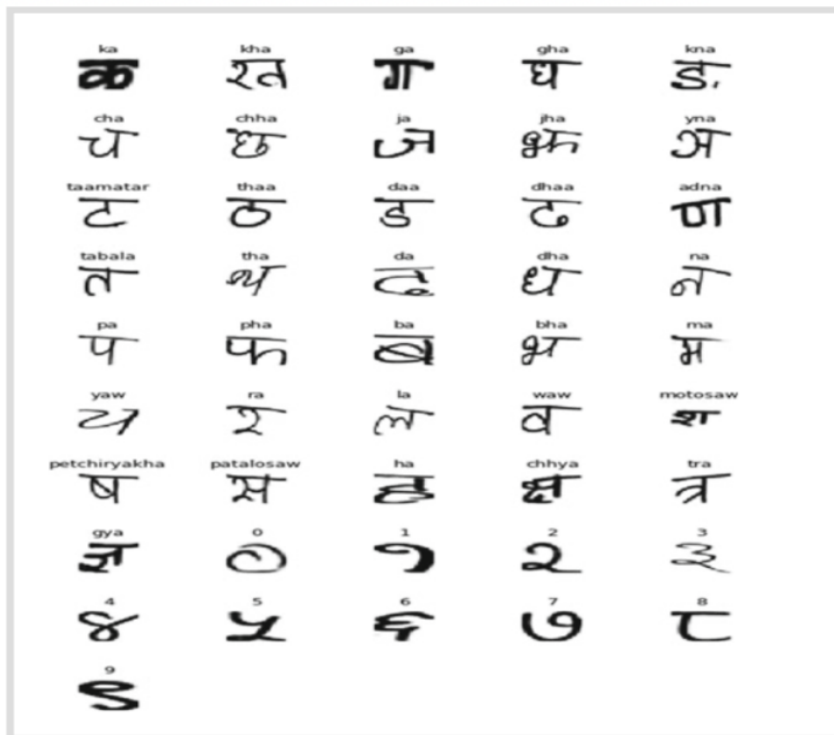 ka kha ga gha kna
क ख ग घ ङ
cha chha ja jha yna
च छ ज झ ञ
taamatar thaa daa dhaa adna
ट ठ ड ढ ण
tabala tha da dha na
त थ द ध न
pa pha ba bha ma
प फ ब भ म
yaw ra la waw motosaw
य र ल व श
petchiryakha patalosaw ha chhya tra
ष स ह क्ष त्र
gya 0 1 2 3
ज्ञ ० १ २ ३
4 5 6 7 8
४ ५ ६ ७ ८
9
९